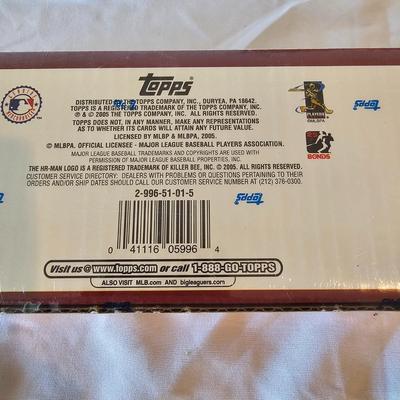 Topps
DISTRIBUTED BY THE TOPPS COMPANY, INC., DURYEA, PA 18642.
TOPPS IS A REGISTERED TRADEMARK OF THE TOPPS COMPANY, INC.
® & © 2005 THE TOPPS COMPANY, INC. ALL RIGHTS RESERVED.
TOPPS DOES NOT, IN ANY MANNER, MAKE ANY REPRESENTATIONS
AS TO WHETHER ITS CARDS WILL ATTAIN ANY FUTURE VALUE.
LICENSED BY MLBP & MLBPA, 2005.
© MLBPA. OFFICIAL LICENSEE - MAJOR LEAGUE BASEBALL PLAYERS ASSOCIATION.
MAJOR LEAGUE BASEBALL TRADEMARKS AND COPYRIGHTS ARE USED WITH
PERMISSION OF MAJOR LEAGUE BASEBALL PROPERTIES, INC.
THE HR-MAN LOGO IS A REGISTERED TRADEMARK OF KILLER BEE, INC. © 2005. ALL RIGHTS RESERVED.
CUSTOMER SERVICE DIRECTORY: DEALERS WITH PROBLEMS OR QUESTIONS PERTAINING TO THEIR
ORDERS AND/OR SHIP DATES SHOULD CALL OUR CUSTOMER SERVICE NUMBER AT (212) 376-0300.
PLAYERS
©MLBPA
Topps
25
BONDS
Topps
2-996-51-01-5
0 41116 05996 4
Visit us @ www.topps.com or call 1-888-GO-TOPPS
ALSO VISIT MLB.com AND bigleaguers.com